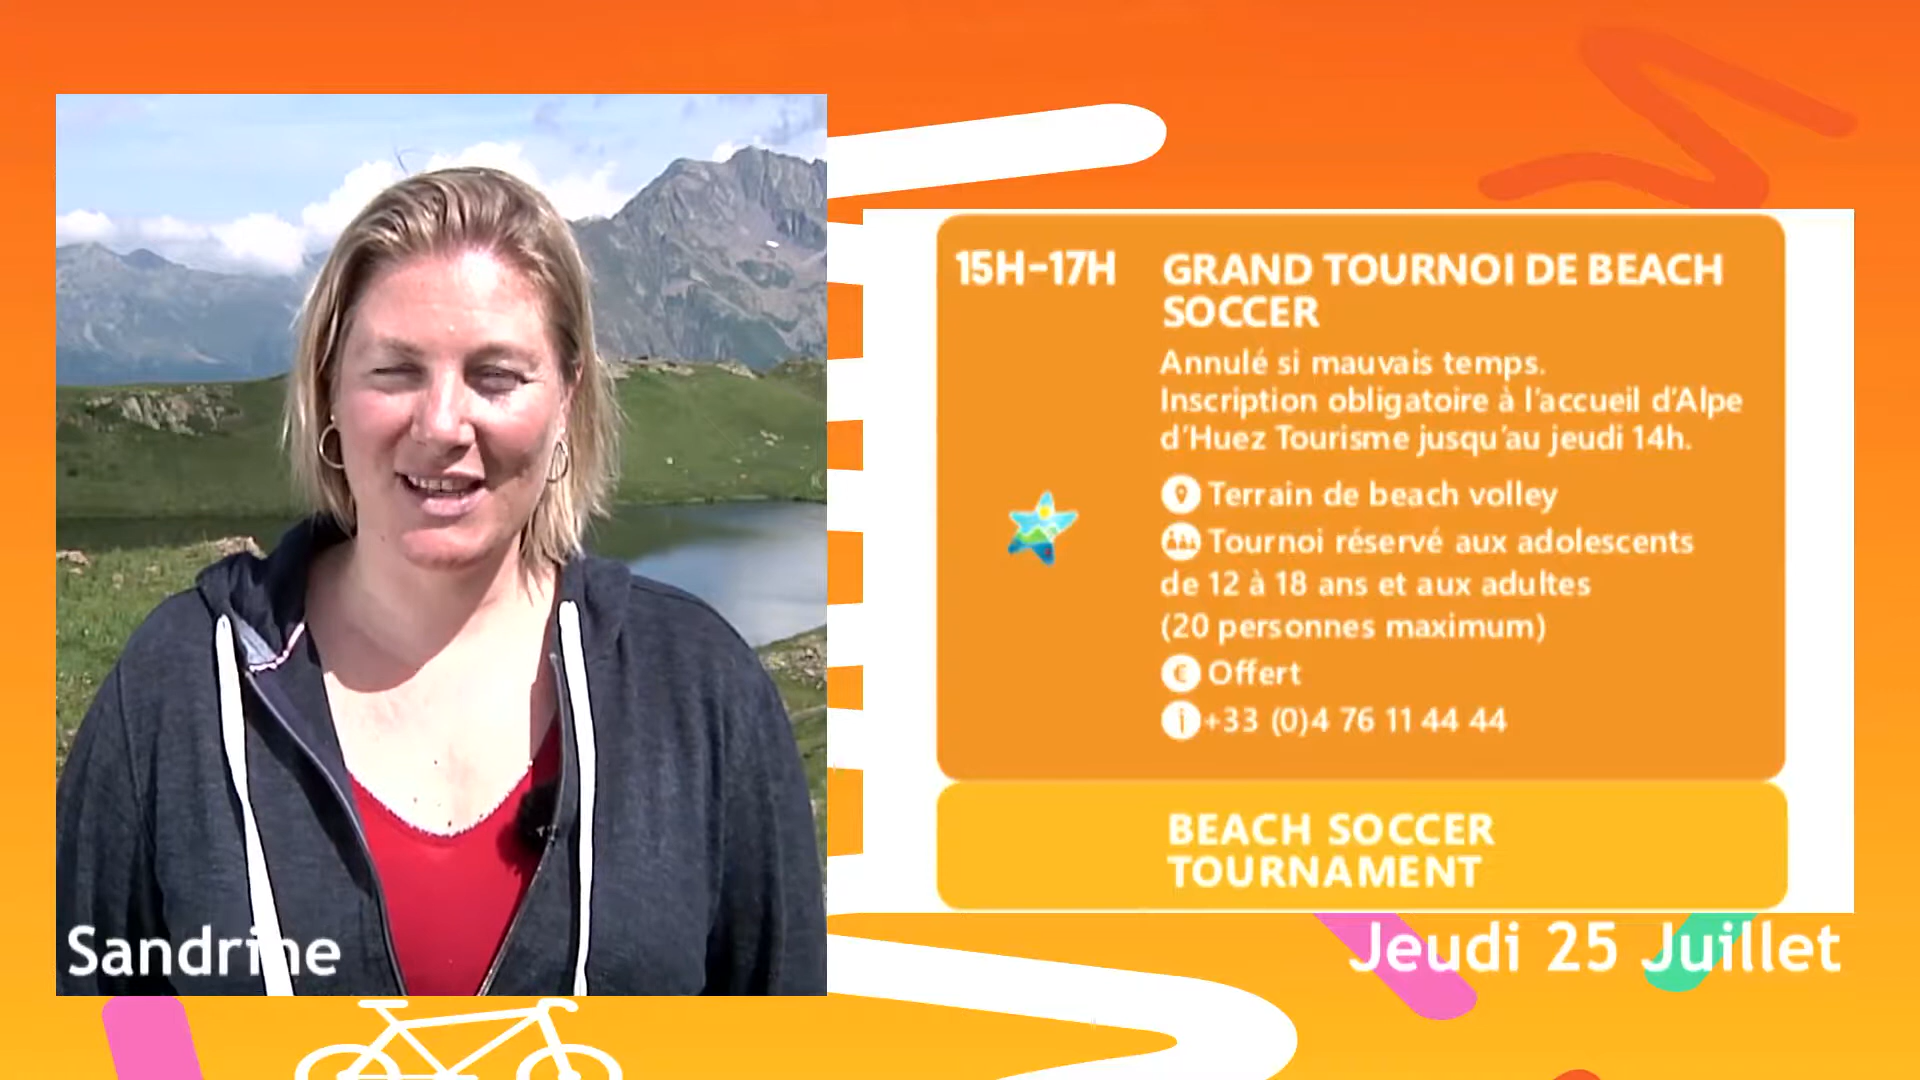 15H-17H
GRAND TOURNOI DE BEACH
SOCCER
Annulé si mauvais temps.
Inscription obligatoire à l'accueil d'Alpe
d'Huez Tourisme jusqu'au jeudi 14h.
Terrain de beach volley
Tournoi réservé aux adolescents
de 12 à 18 ans et aux adultes
(20 personnes maximum)
€ Offert
i +33 (0)4 76 11 44 44
BEACH SOCCER
TOURNAMENT
Sandrine
Jeudi 25 Juillet